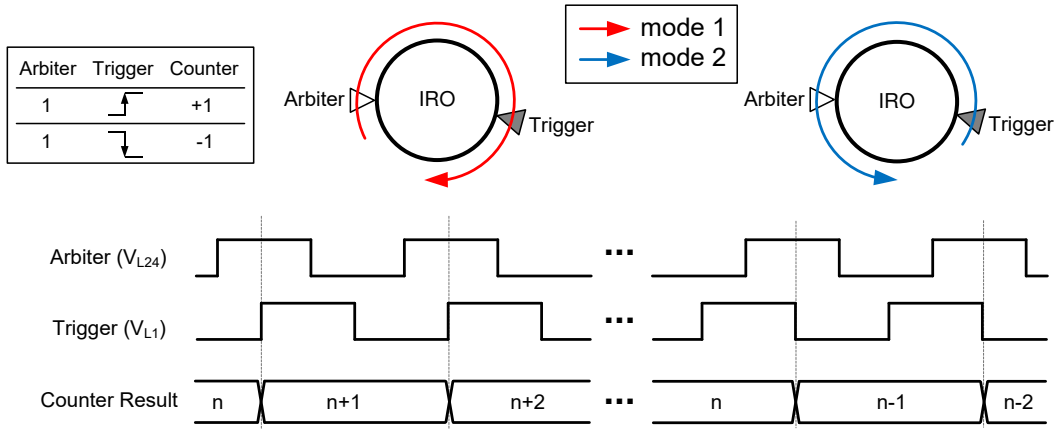 Arbiter Trigger Counter
1 +1
1 -1
Arbiter
IRO
Trigger
mode 1
mode 2
Arbiter
IRO
Trigger
Arbiter (VL24)
...
Trigger (VL1)
...
Counter Result
n n+1 n+2 ... n n-1 n-2